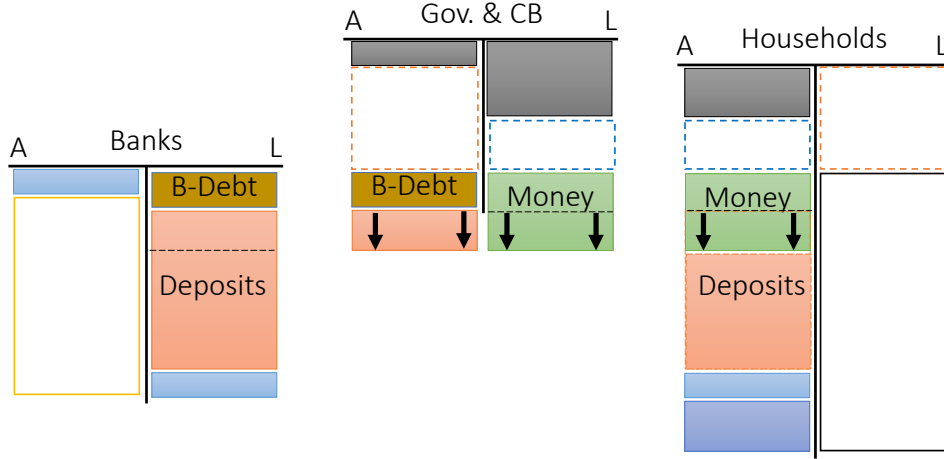 Gov. & CB
A L
Households
A L
Banks
A L
B-Debt
Deposits
B-Debt
Money
Money
Deposits